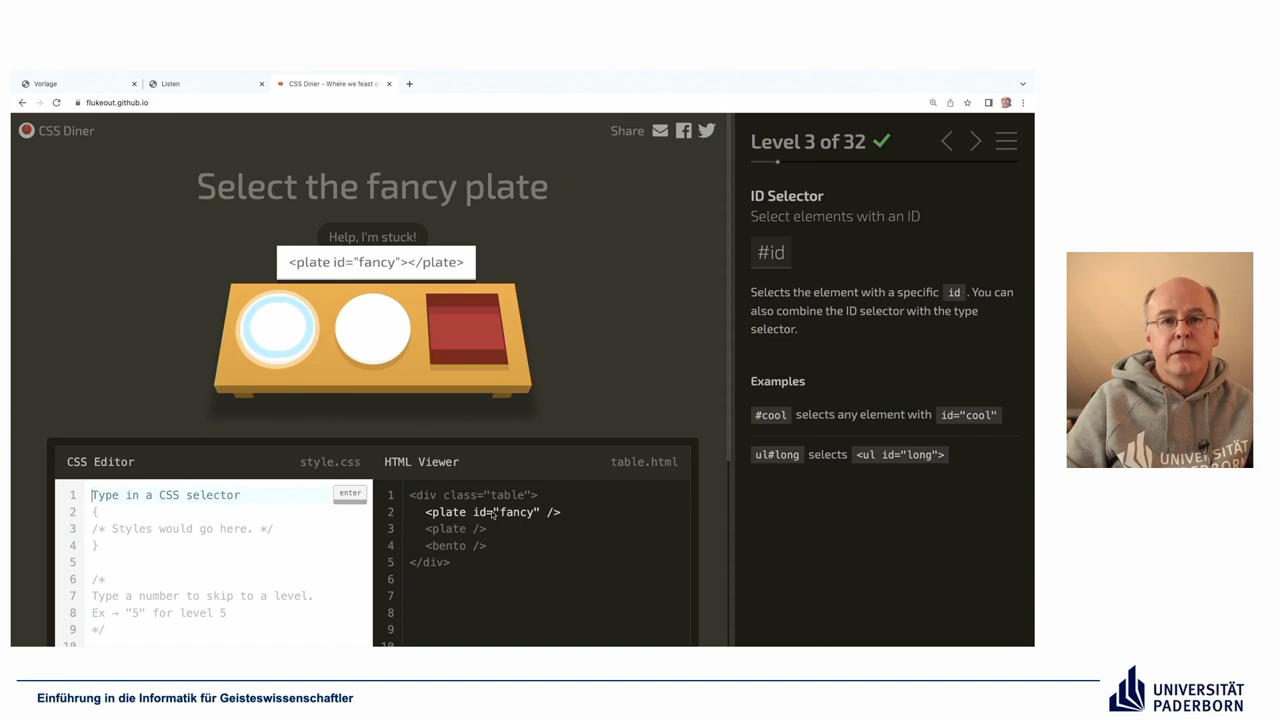 Vorlage
Listen
CSS Diner - Where we feast o
flukeout.github.io
CSS Diner
Share
Select the fancy plate
Help, I'm stuck!
<plate id="fancy"></plate>
CSS Editor
style.css
HTML Viewer
table.html
1 Type in a CSS selector
enter
2 {
3 /* Styles would go here. */
4 }
5
6 /*
7 Type a number to skip to a level.
8 Ex → "5" for level 5
9 */
10
1 <div class="table">
2 <plate id="fancy" />
3 <plate />
4 <bento />
5 </div>
6
7
8
9
10
Level 3 of 32
ID Selector
Select elements with an ID
#id
Selects the element with a specific id . You can
also combine the ID selector with the type
selector.
Examples
#cool selects any element with id="cool"
ul#long selects <ul id="long">
UNIVERSITÄT
PADERBORN
Einführung in die Informatik für Geisteswissenschaftler
UNIVERSITÄT
PADERBORN